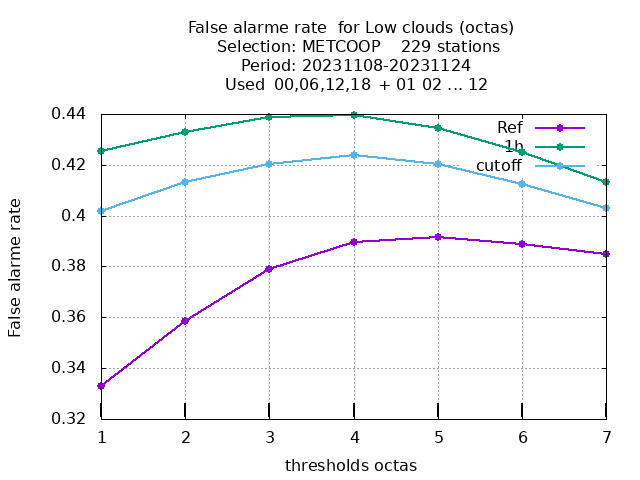 False alarme rate  for Low clouds (octas)
Selection: METCOOP    229 stations
Period: 20231108-20231124
Used  00,06,12,18  + 01 02 ... 12
0.44
0.42
0.4
0.38
0.36
0.34
0.32
False alarme rate
Ref
1h
cutoff
1 2 3 4 5 6 7
thresholds octas